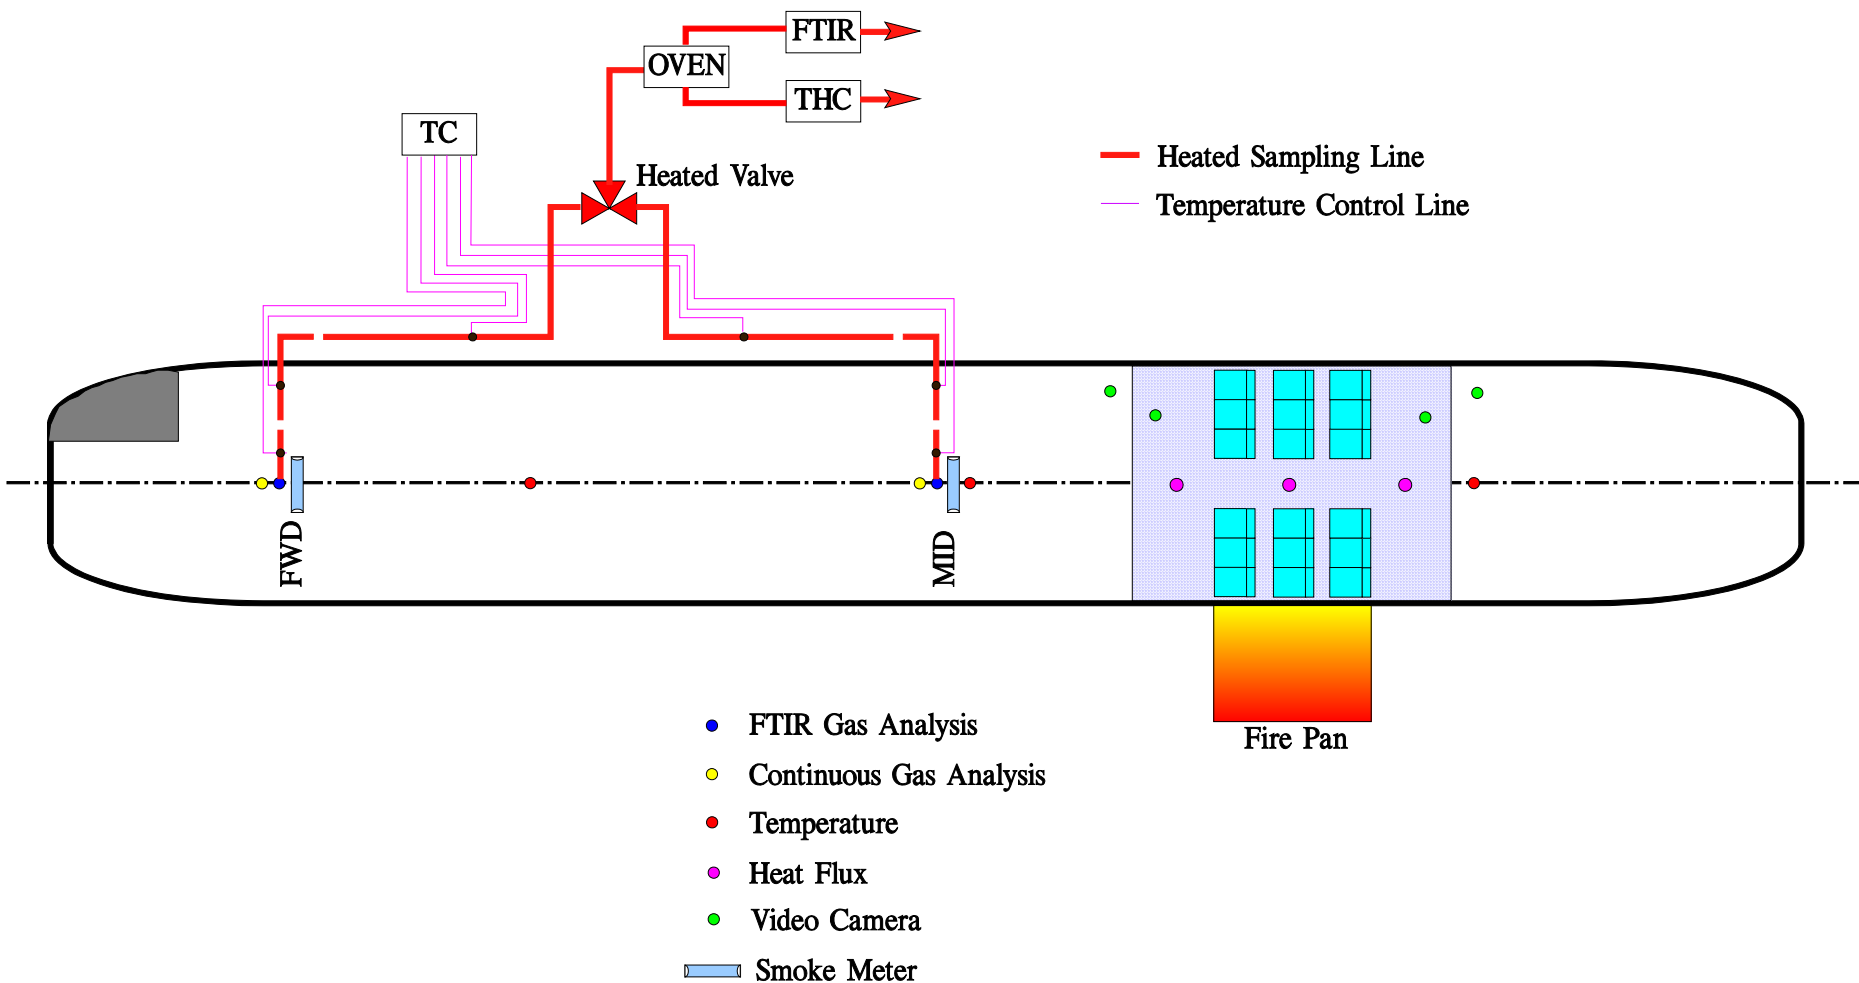 FTIR
OVEN
THC
TC
Heated Valve
Heated Sampling Line
Temperature Control Line
FWD
MID
Fire Pan
FTIR Gas Analysis
Continuous Gas Analysis
Temperature
Heat Flux
Video Camera
Smoke Meter